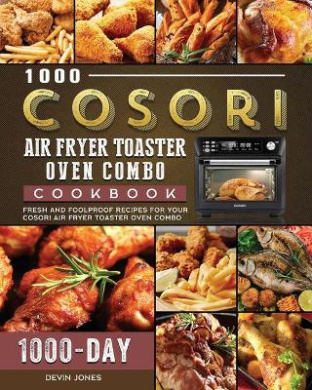 1000
COSORI
AIR FRYER TOASTER
OVEN COMBO
COOKBOOK
FRESH AND FOOLPROOF RECIPES FOR YOUR
COSORI AIR FRYER TOASTER OVEN COMBO
1000-DAY
DEVIN JONES